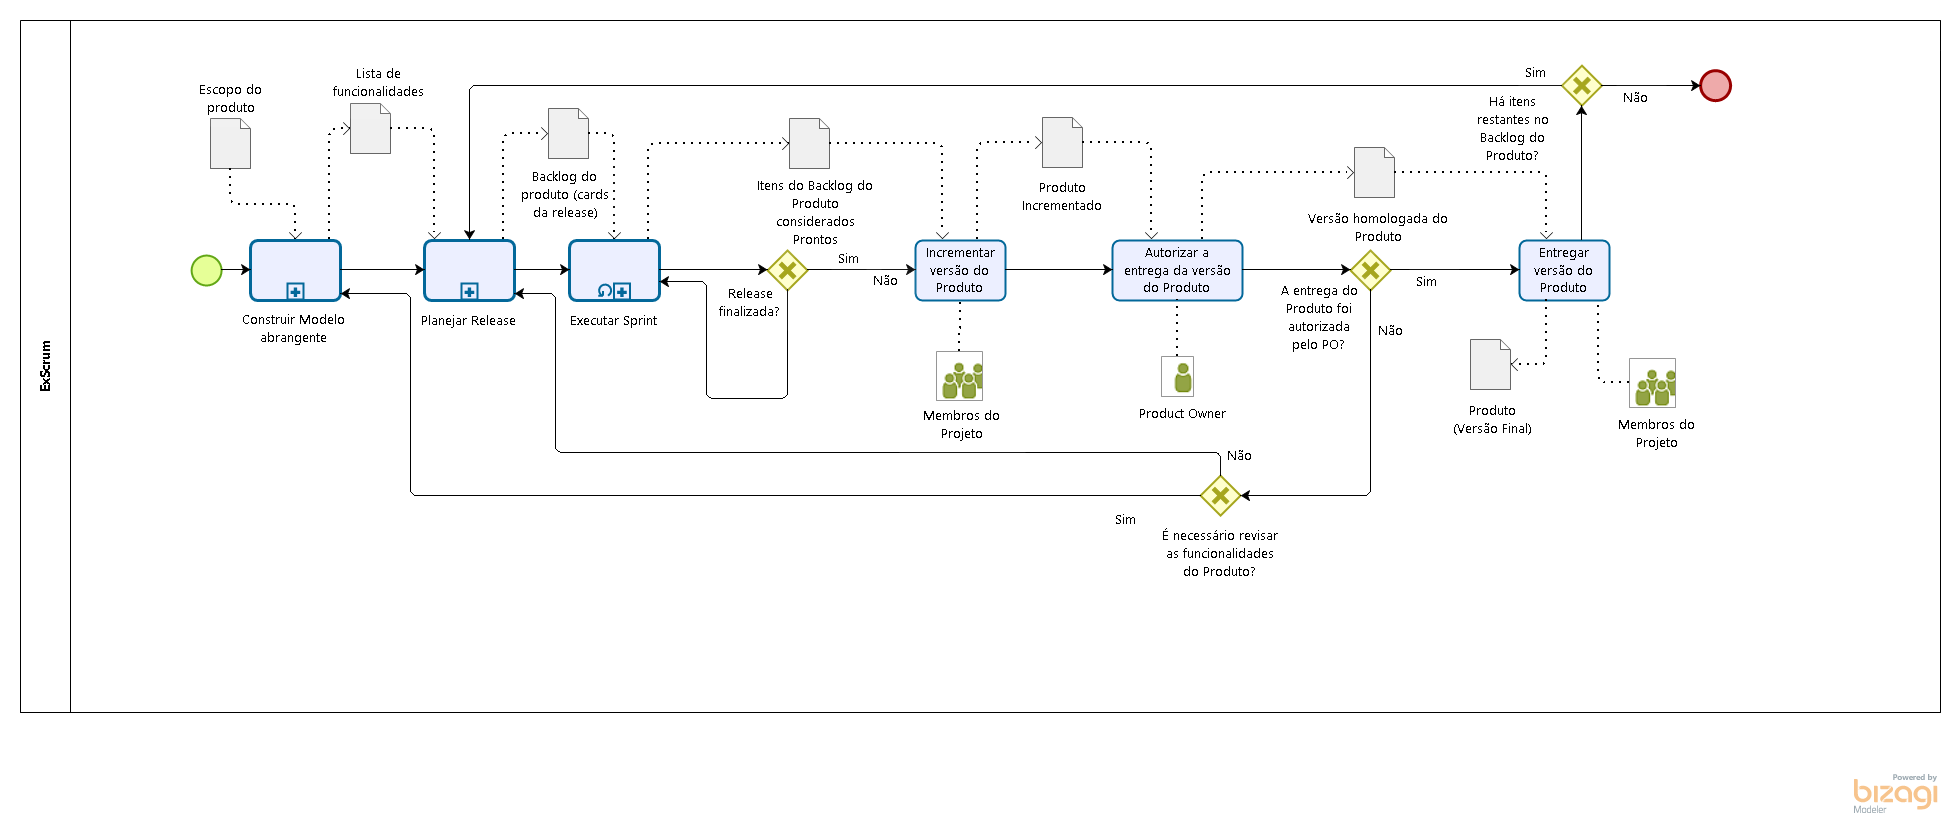 ExScrum
Escopo do
produto
Lista de
funcionalidades
Backlog do
produto (cards
da release)
Itens do Backlog do
Produto
considerados
Prontos
Produto
Incrementado
Versão homologada do
Produto
Sim
Não
Há itens
restantes no
Backlog do
Produto?
Construir Modelo
abrangente
Planejar Release
Executar Sprint
Release
finalizada?
Sim
Não
Incrementar
versão do
Produto
Autorizar a
entrega da versão
do Produto
A entrega do
Produto foi
autorizada
pelo PO?
Sim
Não
Entregar
versão do
Produto
Membros do
Projeto
Product Owner
Produto
(Versão Final)
Membros do
Projeto
Não
Sim
É necessário revisar
as funcionalidades
do Produto?
Powered by
bizagi
Modeler